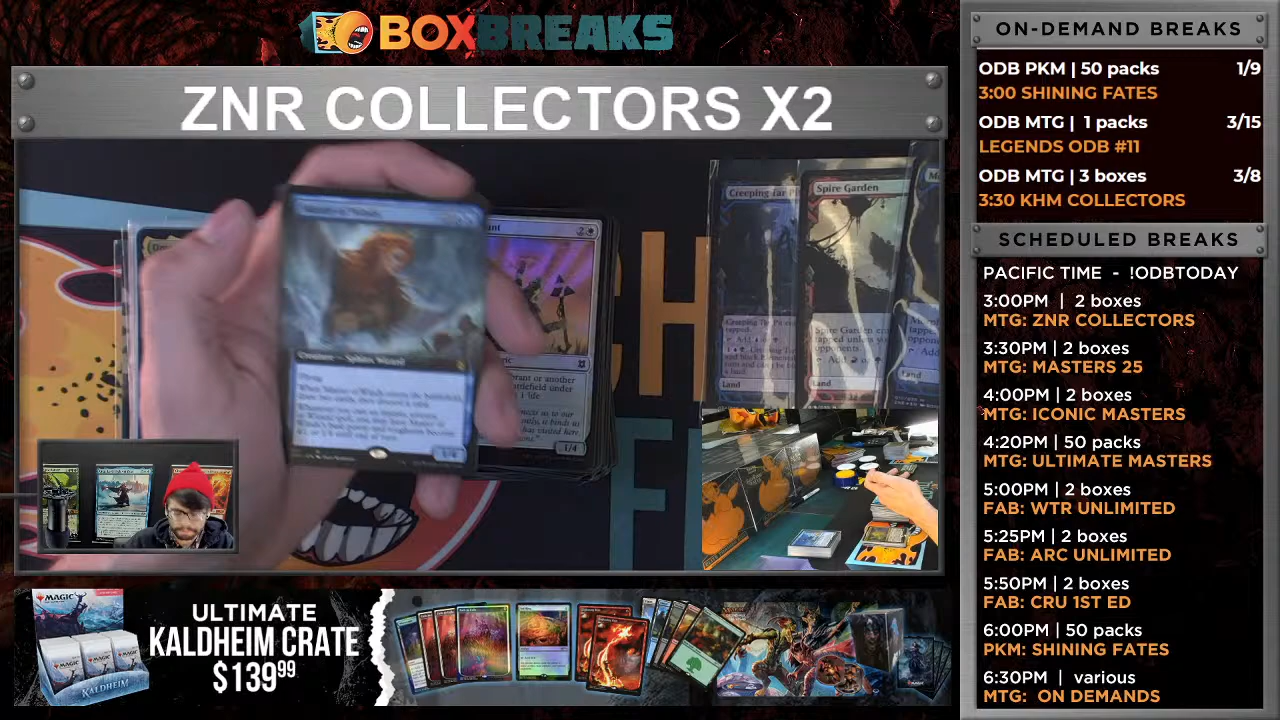 BOXBREAKS
ZNR COLLECTORS X2
Creeping Tar
Spire Garden
Land
Land
Land
1/4
ULTIMATE
KALDHEIM CRATE
$139.99
MAGIC
KALDHEIM
ON-DEMAND BREAKS
ODB PKM | 50 packs 1/9
3:00 SHINING FATES
ODB MTG | 1 packs 3/15
LEGENDS ODB #11
ODB MTG | 3 boxes 3/8
3:30 KHM COLLECTORS
SCHEDULED BREAKS
PACIFIC TIME - !ODBTODAY
3:00PM | 2 boxes
MTG: ZNR COLLECTORS
3:30PM | 2 boxes
MTG: MASTERS 25
4:00PM | 2 boxes
MTG: ICONIC MASTERS
4:20PM | 50 packs
MTG: ULTIMATE MASTERS
5:00PM | 2 boxes
FAB: WTR UNLIMITED
5:25PM | 2 boxes
FAB: ARC UNLIMITED
5:50PM | 2 boxes
FAB: CRU 1ST ED
6:00PM | 50 packs
PKM: SHINING FATES
6:30PM | various
MTG: ON DEMANDS